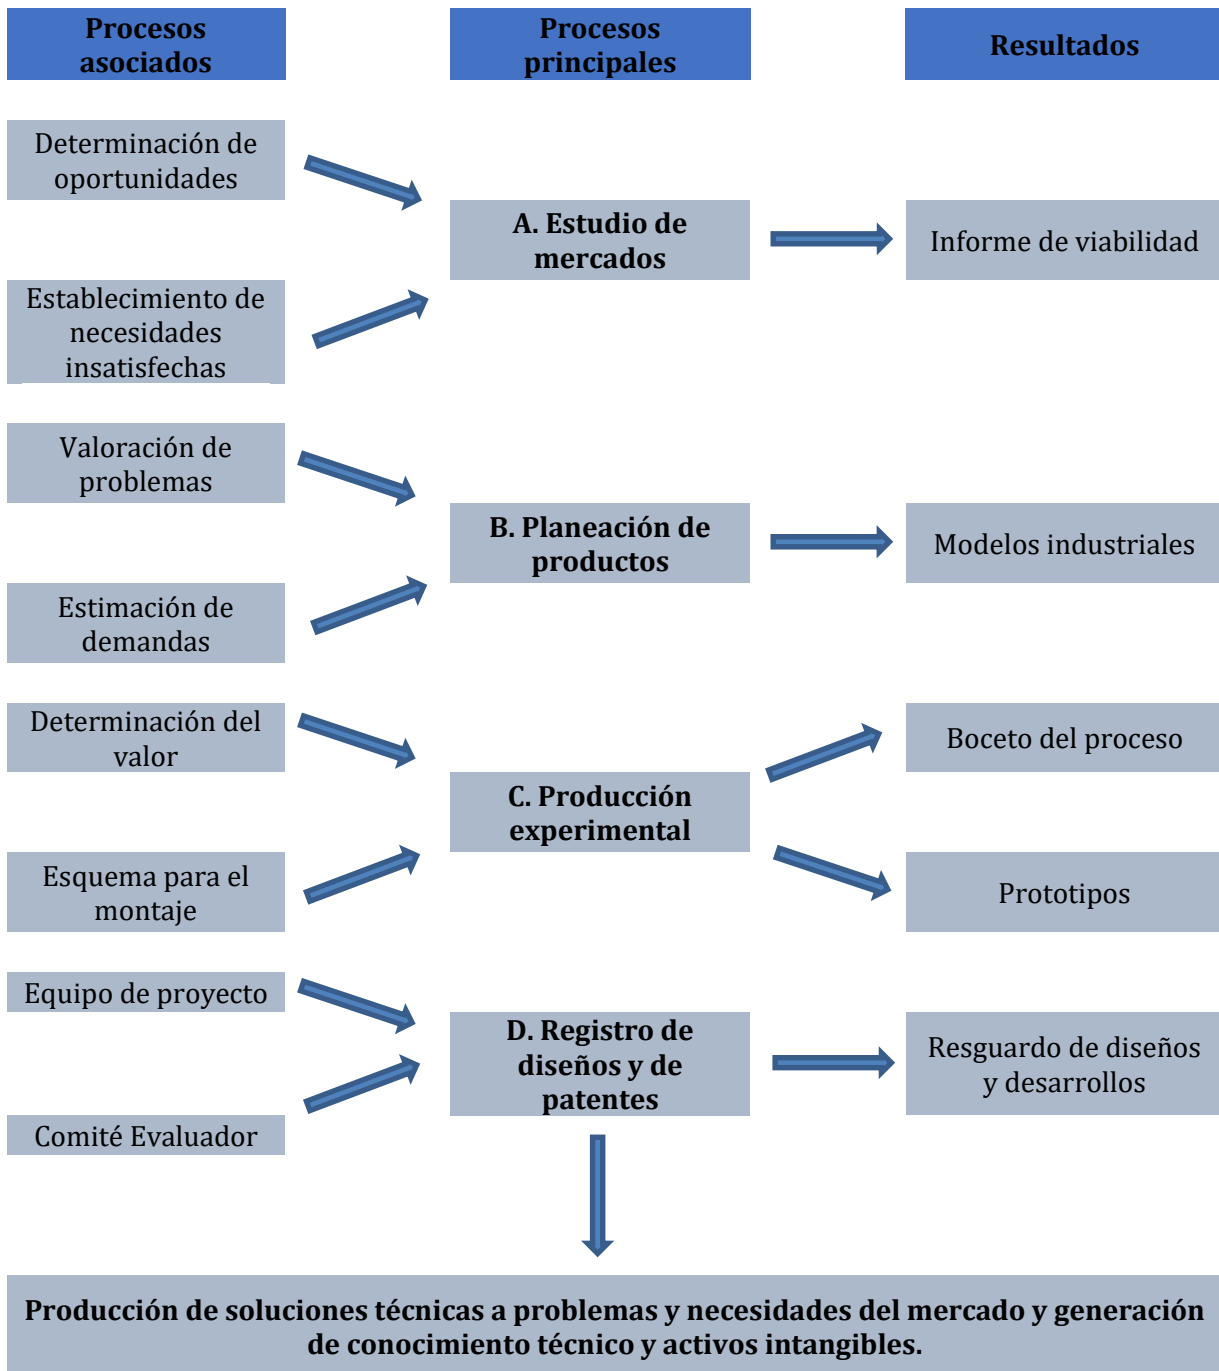 Procesos
asociados
Procesos
principales
Resultados
Determinación de
oportunidades
Establecimiento de
necesidades
insatisfechas
A. Estudio de
mercados
Informe de viabilidad
Valoración de
problemas
Estimación de
demandas
B. Planeación de
productos
Modelos industriales
Determinación del
valor
Esquema para el
montaje
C. Producción
experimental
Boceto del proceso
Prototipos
Equipo de proyecto
Comité Evaluador
D. Registro de
diseños y de
patentes
Resguardo de diseños
y desarrollos
Producción de soluciones técnicas a problemas y necesidades del mercado y generación
de conocimiento técnico y activos intangibles.